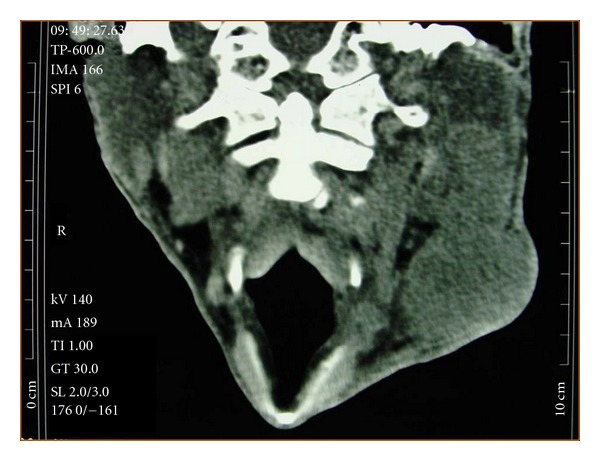 09: 49: 27.63
TP-600.0
IMA 166
SPI 6
R
kV 140
mA 189
TI 1.00
GT 30.0
SL 2.0/3.0
176 0/−161
0 cm
10 cm